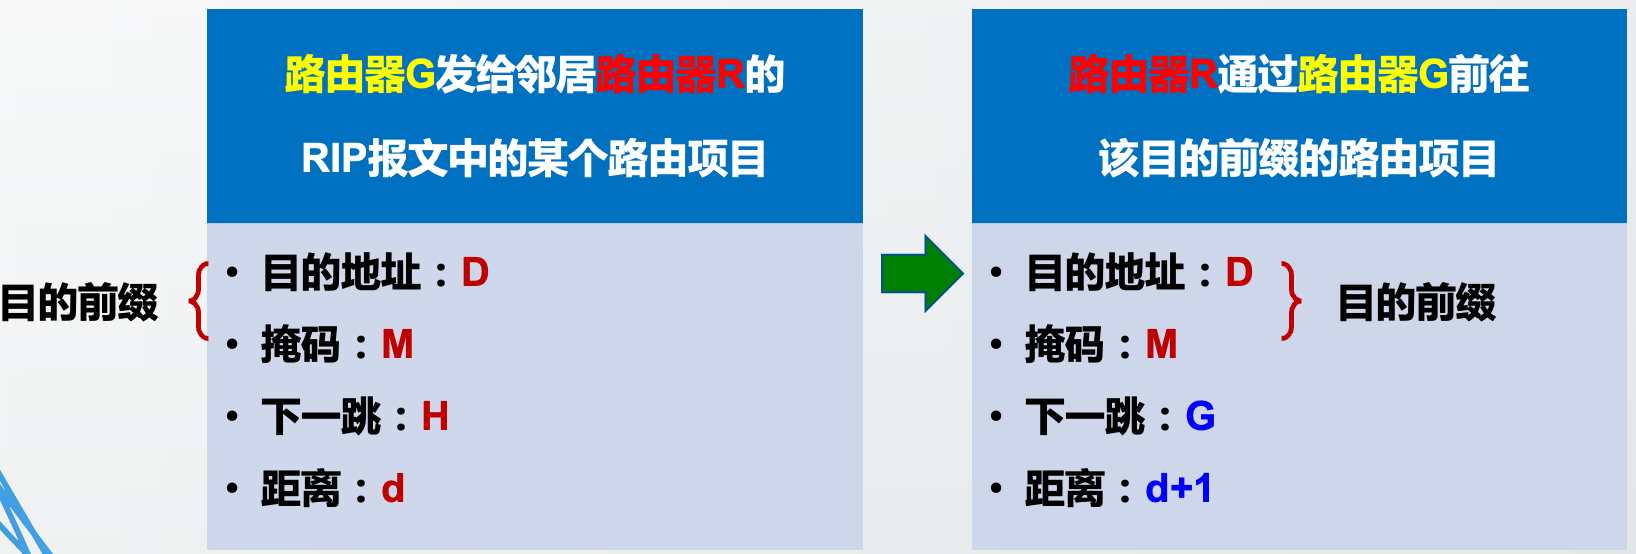 路由器G发给邻居路由器R的
RIP报文中的某个路由项目
目的前缀
• 目的地址：D
• 掩码：M
• 下一跳：H
• 距离：d
路由器R通过路由器G前往
该目的前缀的路由项目
• 目的地址：D
• 掩码：M
• 下一跳：G
• 距离：d+1
目的前缀